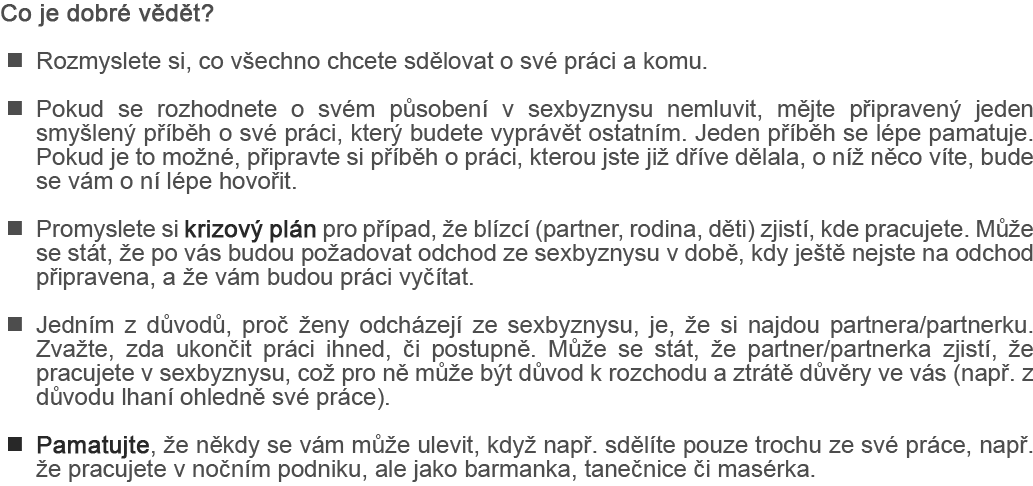 Co je dobré vědět?
■ Rozmyslete si, co všechno chcete sdělovat o své práci a komu.
■ Pokud se rozhodnete o svém působení v sexbyznysu nemluvit, mějte připravený jeden
smyšlený příběh o své práci, který budete vyprávět ostatním. Jeden příběh se lépe pamatuje.
Pokud je to možné, připravte si příběh o práci, kterou jste již dříve dělala, o níž něco víte, bude
se vám o ní lépe hovořit.
■ Promyslete si krizový plán pro případ, že blízcí (partner, rodina, děti) zjistí, kde pracujete. Může
se stát, že po vás budou požadovat odchod ze sexbyznysu v době, kdy ještě nejste na odchod
připravena, a že vám budou práci vyčítat.
■ Jedním z důvodů, proč ženy odcházejí ze sexbyznysu, je, že si najdou partnera/partnerku.
Zvažte, zda ukončit práci ihned, či postupně. Může se stát, že partner/partnerka zjistí, že
pracujete v sexbyznysu, což pro ně může být důvod k rozchodu a ztrátě důvěry ve vás (např. z
důvodu lhaní ohledně své práce).
■ Pamatujte, že někdy se vám může ulevit, když např. sdělíte pouze trochu ze své práce, např.
že pracujete v nočním podniku, ale jako barmanka, tanečnice či masérka.